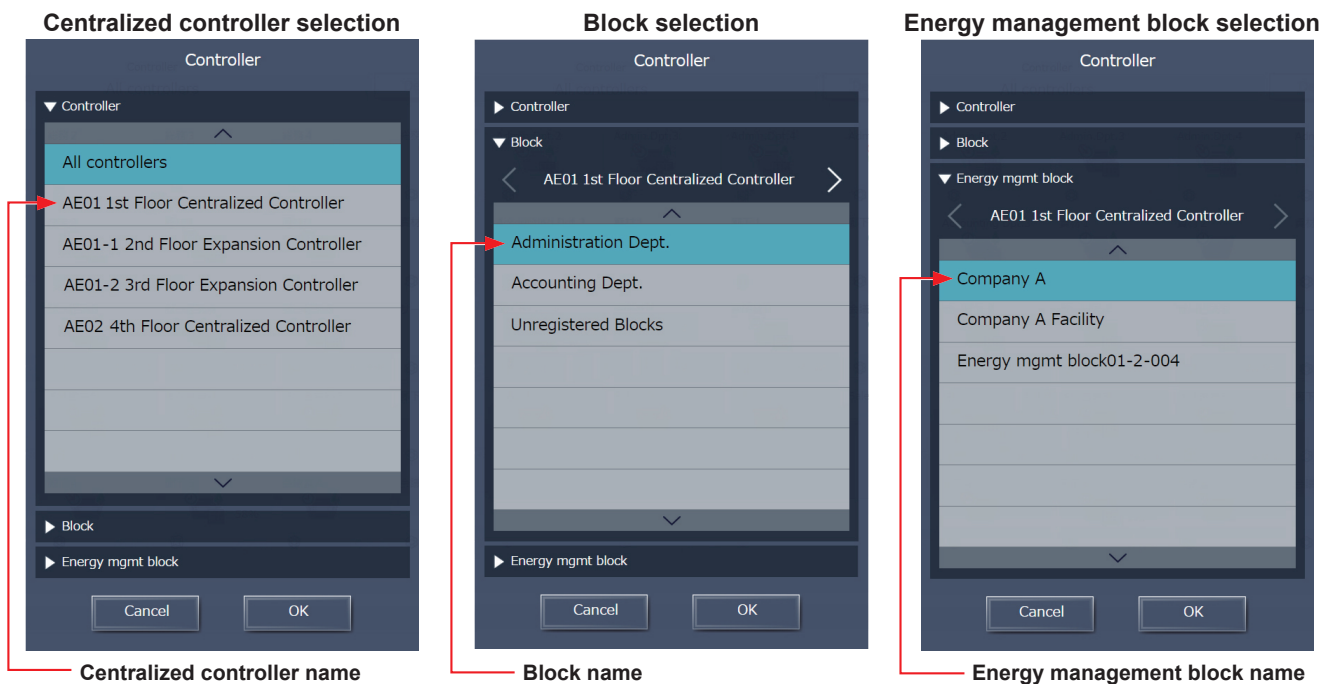 Centralized controller selection
Controller
Controller
All controllers
AE01 1st Floor Centralized Controller
AE01-1 2nd Floor Expansion Controller
AE01-2 3rd Floor Expansion Controller
AE02 4th Floor Centralized Controller
Block
Energy mgmt block
Cancel OK
Centralized controller name
Block selection
Controller
Controller
Block
AE01 1st Floor Centralized Controller
Administration Dept.
Accounting Dept.
Unregistered Blocks
Energy mgmt block
Cancel OK
Block name
Energy management block selection
Controller
Controller
Block
Energy mgmt block
AE01 1st Floor Centralized Controller
Company A
Company A Facility
Energy mgmt block01-2-004
Cancel OK
Energy management block name